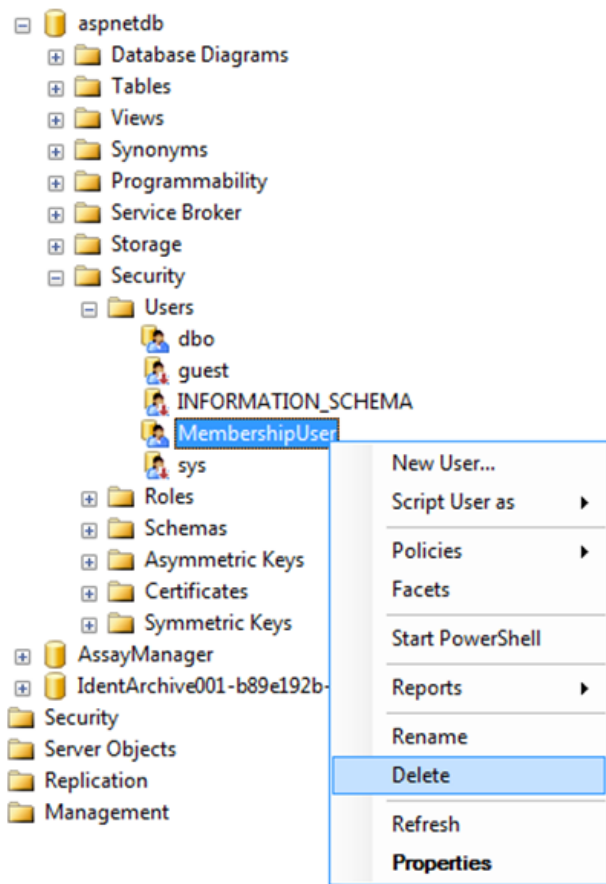 aspnetdb
Database Diagrams
Tables
Views
Synonyms
Programmability
Service Broker
Storage
Security
Users
dbo
guest
INFORMATION_SCHEMA
MembershipUser
sys
Roles
Schemas
Asymmetric Keys
Certificates
Symmetric Keys
AssayManager
IdentArchive001-b89e192b-
Security
Server Objects
Replication
Management
New User...
Script User as
Policies
Facets
Start PowerShell
Reports
Rename
Delete
Refresh
Properties